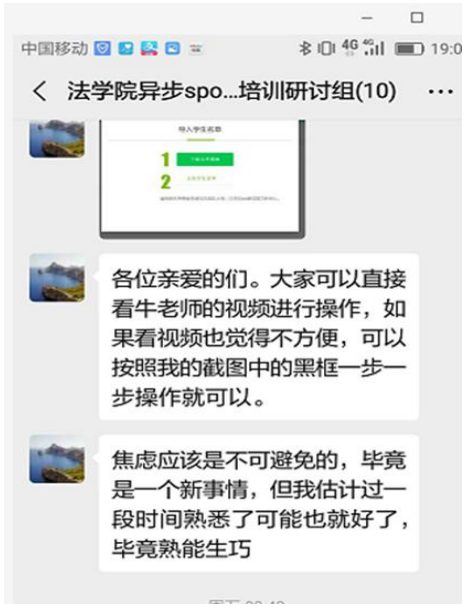 中国移动
4G 4G
19:0
法学院异步spo...培训研讨组(10)
导入学生名单
1
2
各位亲爱的们。大家可以直接
看牛老师的视频进行操作，如
果看视频也觉得不方便，可以
按照我的截图中的黑框一步一
步操作就可以。
焦虑应该是不可避免的，毕竟
是一个新事情，但我估计过一
段时间熟悉了可能也就好了，
毕竟熟能生巧